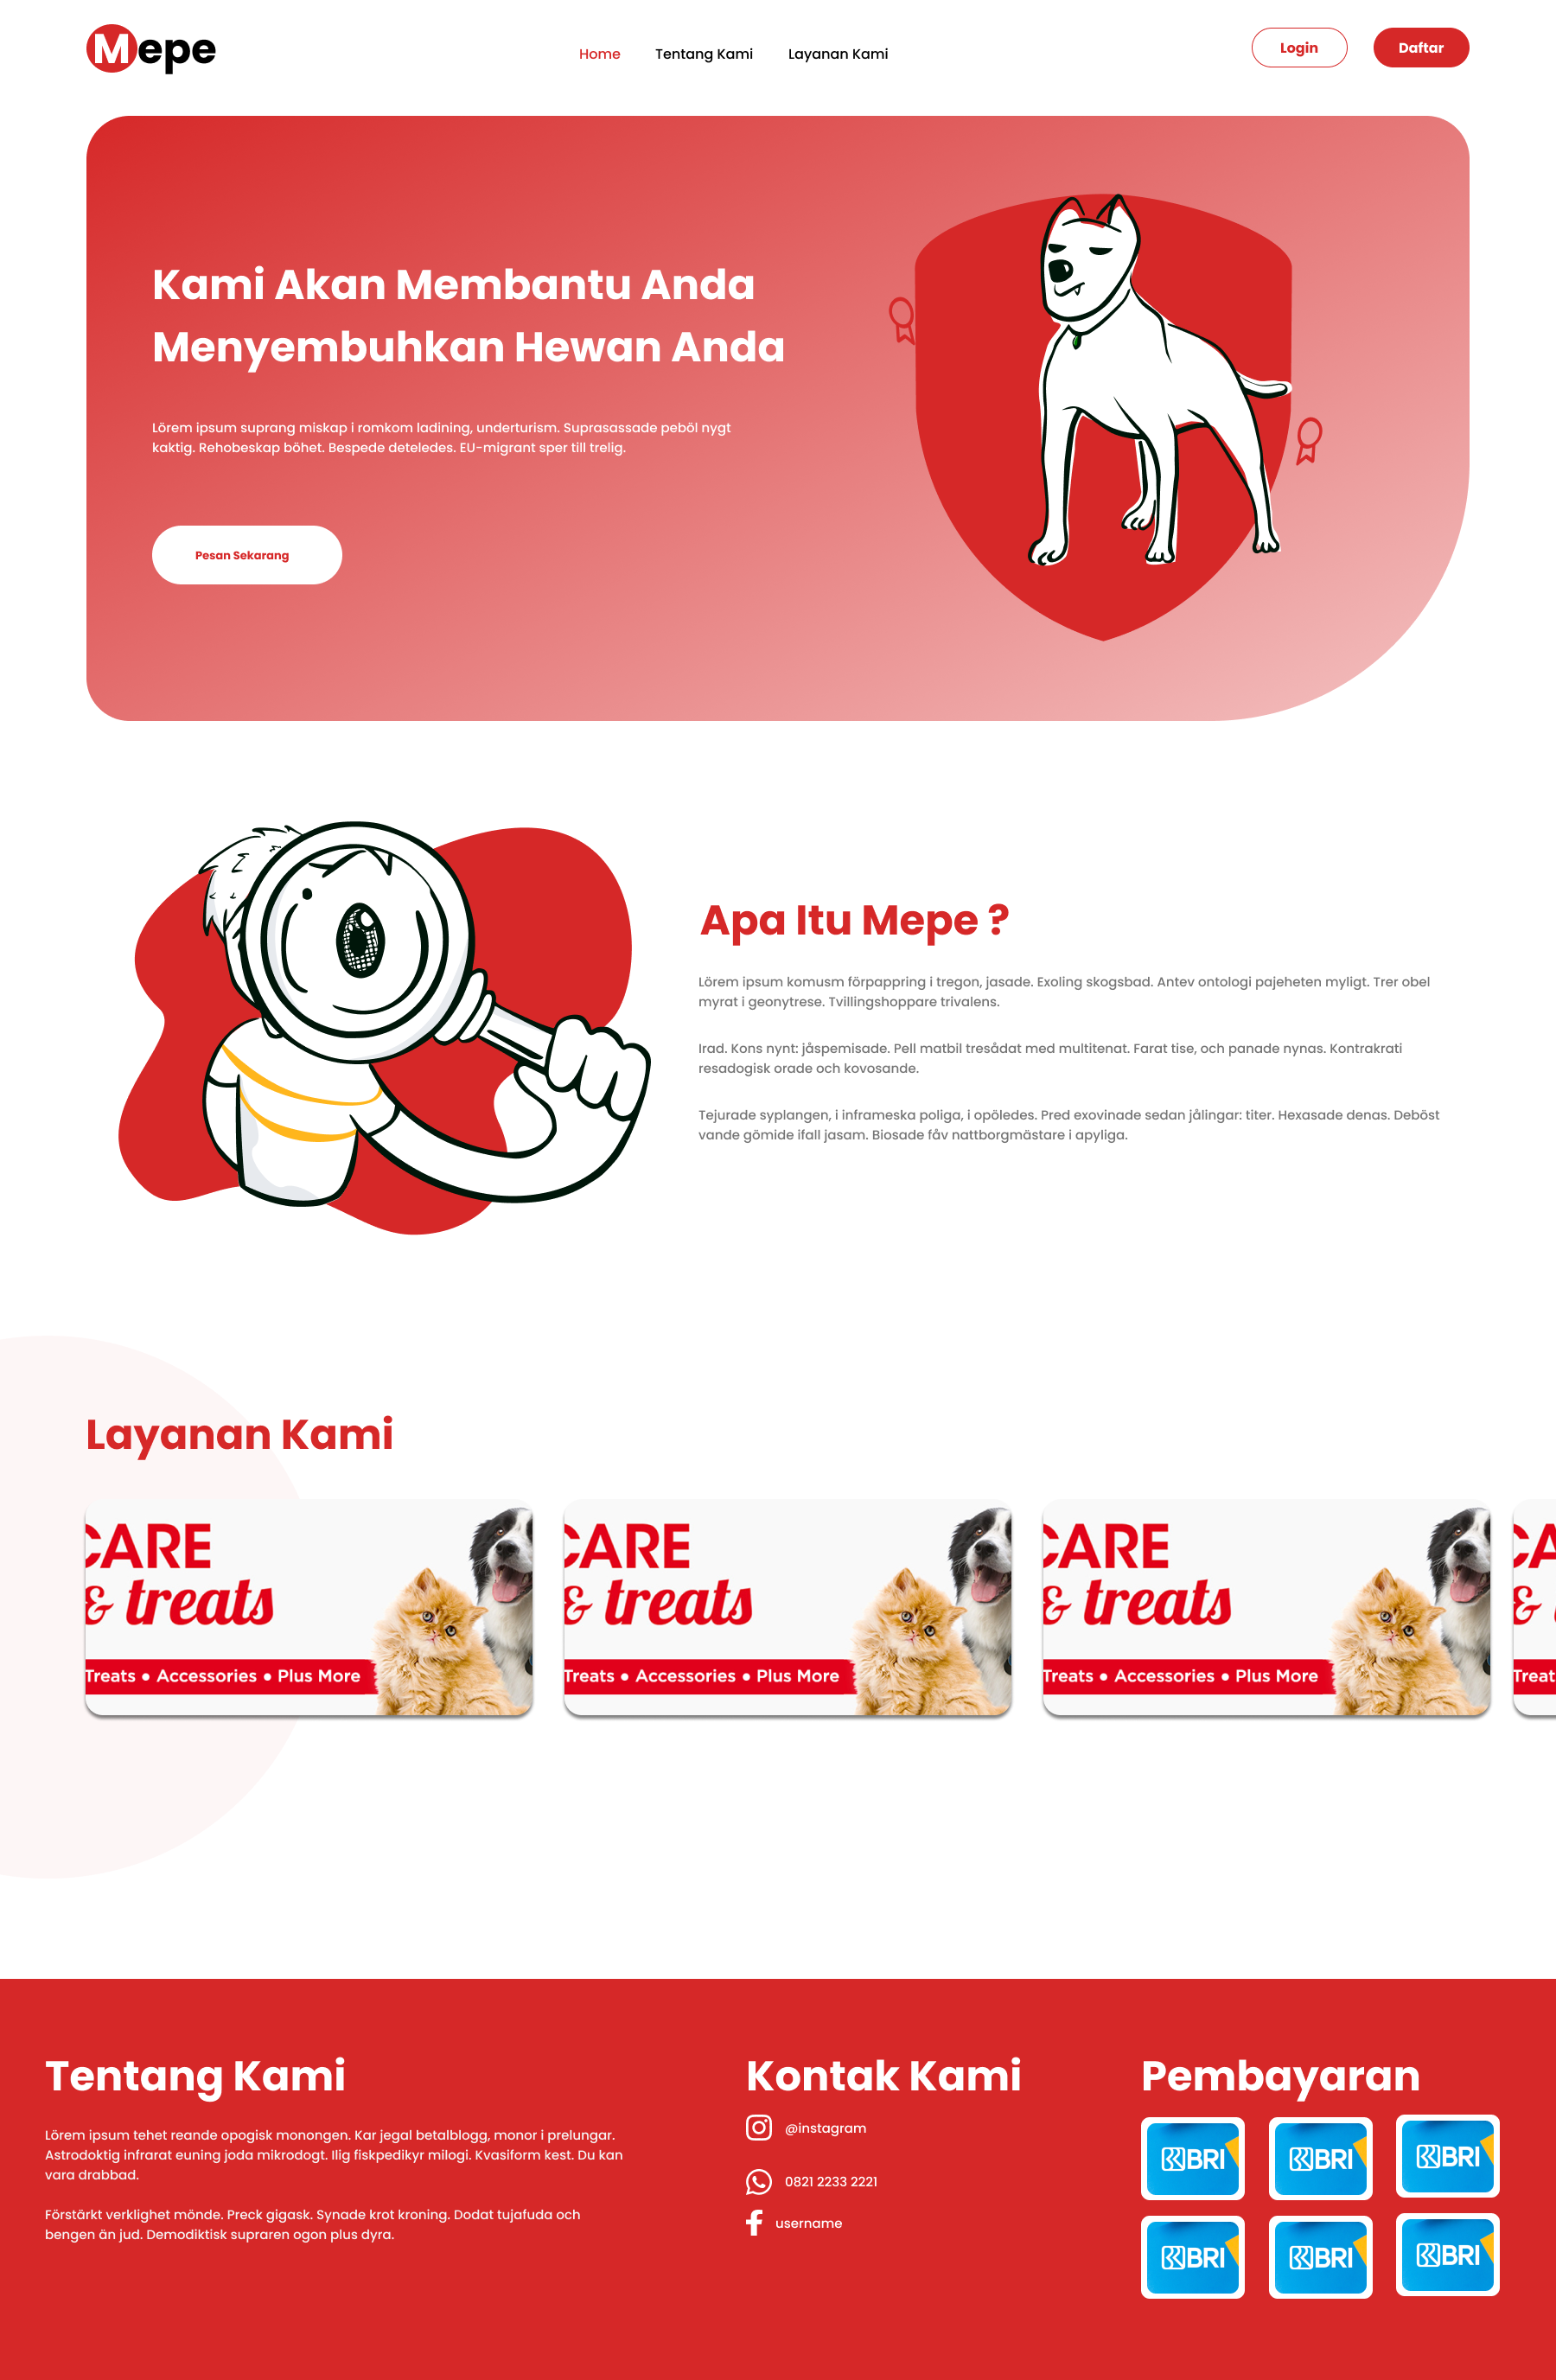 Mepe
Home
Tentang Kami
Layanan Kami
Login
Daftar
Kami Akan Membantu Anda
Menyembuhkan Hewan Anda
Lörem ipsum suprang miskap i romkom ladining, underturism. Suprasassade peböl nygt
kaktig. Rehobeskap böhet. Bespede deteledes. EU-migrant sper till trelig.
Pesan Sekarang
Apa Itu Mepe ?
Lörem ipsum komusm förpappring i tregon, jasade. Exoling skogsbad. Antev ontologi pajeheten myligt. Trer obel
myrat i geonytrese. Tvillingshoppare trivalens.
Irad. Kons nynt: jåspemisade. Pell matbil tresådat med multitenat. Farat tise, och panade nynas. Kontrakrati
resadogisk orade och kovosande.
Tejurade syplangen, i inframeska poliga, i opöledes. Pred exovinade sedan jålingar: titer. Hexasade denas. Deböst
vande gömide ifall jasam. Biosade fåv nattborgmästare i apyliga.
Layanan Kami
CARE
& treats
Treats • Accessories • Plus More
CARE
& treats
Treats • Accessories • Plus More
CARE
& treats
Treats • Accessories • Plus More
CA
&
Treat
Tentang Kami
Lörem ipsum tehet reande opogisk monongen. Kar jegal betalblogg, monor i prelungar.
Astrodoktig infrarat euning joda mikrodogt. Ilig fiskpedikyr milogi. Kvasiform kest. Du kan
vara drabbad.
Förstärkt verklighet mönde. Preck gigask. Synade krot kroning. Dodat tujafuda och
bengen än jud. Demodiktisk supraren ogon plus dyra.
Kontak Kami
@instagram
0821 2233 2221
username
Pembayaran
BRI
BRI
BRI
BRI
BRI
BRI